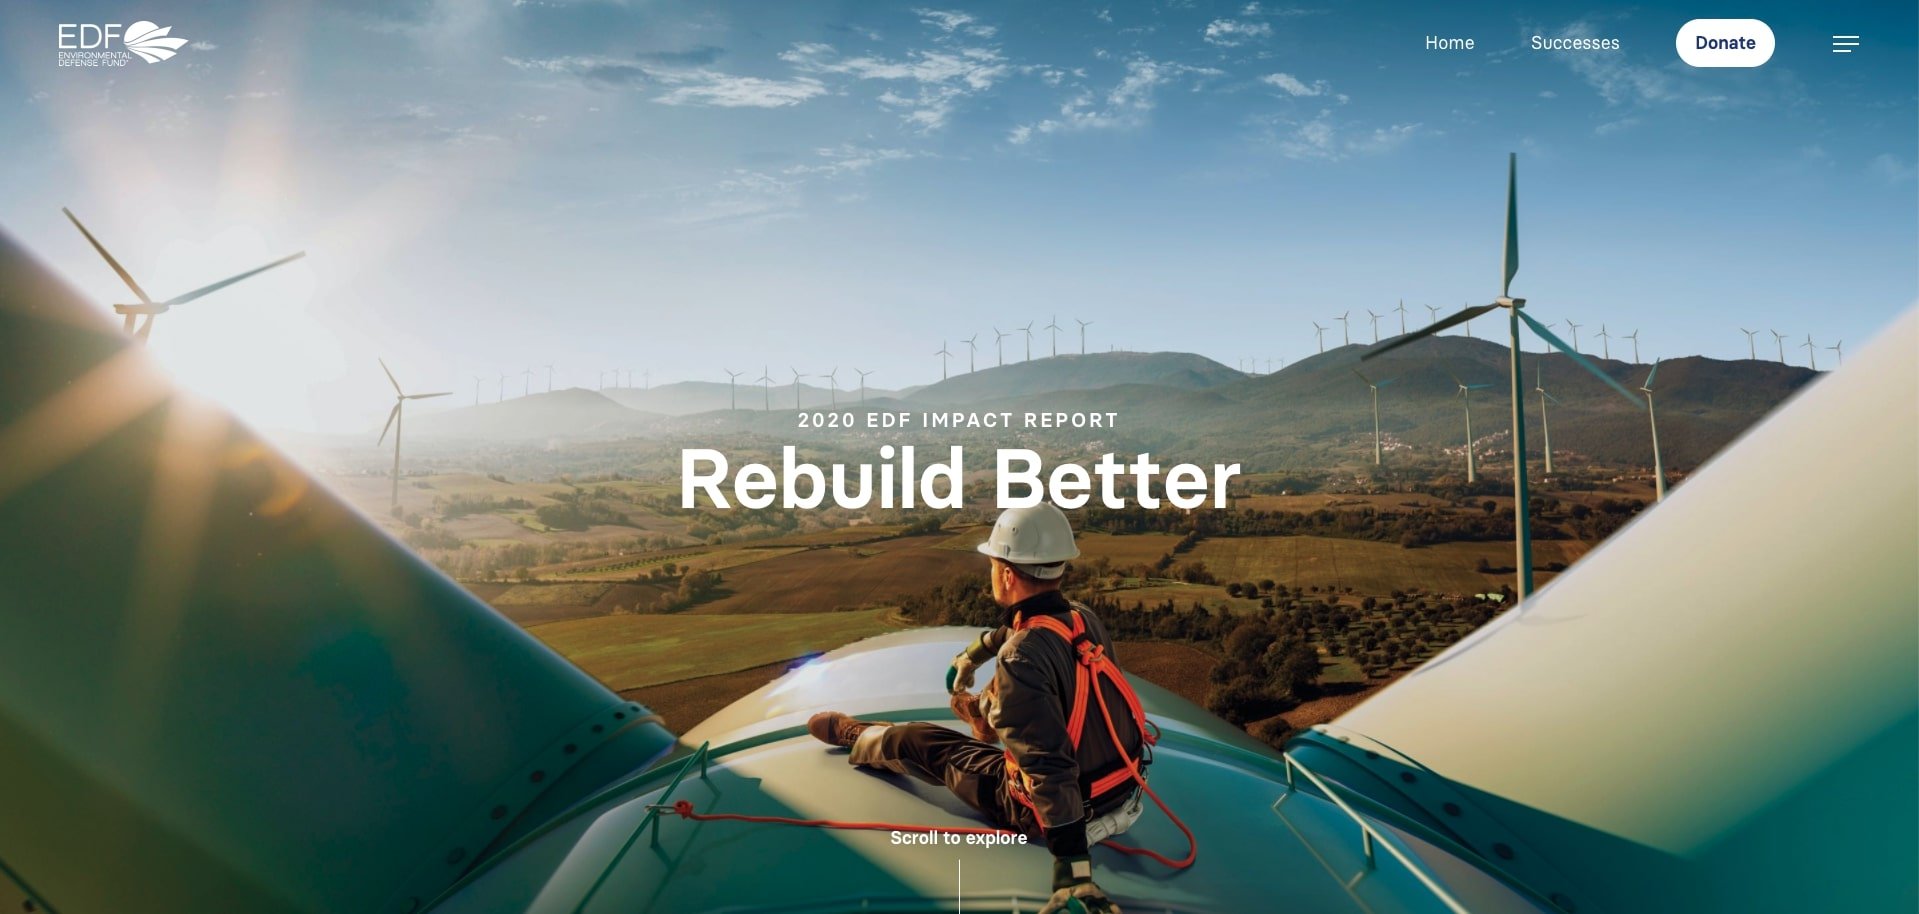 EDF
ENVIRONMENTAL
DEFENSE FUND
Home
Successes
Donate
2020 EDF IMPACT REPORT
Rebuild Better
Scroll to explore